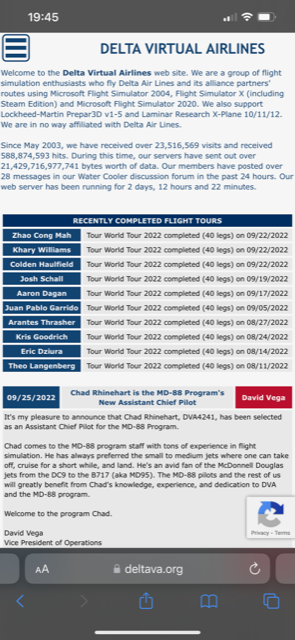 19:45
DELTA VIRTUAL AIRLINES
Welcome to the Delta Virtual Airlines web site. We are a group of flight
simulation enthusiasts who fly Delta Air Lines and its alliance partners'
routes using Microsoft Flight Simulator 2004, Flight Simulator X (including
Steam Edition) and Microsoft Flight Simulator 2020. We also support
Lockheed-Martin Prepar3D v1-5 and Laminar Research X-Plane 10/11/12.
We are in no way affiliated with Delta Air Lines.
Since May 2003, we have received over 23,516,569 visits and received
588,874,593 hits. During this time, our servers have sent out over
21,429,716,977,741 bytes worth of data. Our members have posted over
28 messages in our Water Cooler discussion forum in the past 24 hours. Our
web server has been running for 2 days, 12 hours and 22 minutes.
RECENTLY COMPLETED FLIGHT TOURS
Zhao Cong Mah Tour World Tour 2022 completed (40 legs) on 09/22/2022
Khary Williams Tour World Tour 2022 completed (40 legs) on 09/22/2022
Colden Haulfield Tour World Tour 2022 completed (40 legs) on 09/22/2022
Josh Schall Tour World Tour 2022 completed (40 legs) on 09/19/2022
Aaron Dagan Tour World Tour 2022 completed (40 legs) on 09/17/2022
Juan Pablo Garrido Tour World Tour 2022 completed (40 legs) on 09/05/2022
Arantes Thrasher Tour World Tour 2022 completed (40 legs) on 08/27/2022
Kris Goodrich Tour World Tour 2022 completed (40 legs) on 08/24/2022
Eric Dziura Tour World Tour 2022 completed (40 legs) on 08/14/2022
Theo Langenberg Tour World Tour 2022 completed (40 legs) on 08/11/2022
09/25/2022 Chad Rhinehart is the MD-88 Program's David Vega
New Assistant Chief Pilot
It's my pleasure to announce that Chad Rhinehart, DVA4241, has been selected
as an Assistant Chief Pilot for the MD-88 Program.
Chad comes to the MD-88 program staff with tons of experience in flight
simulation. He has always preferred the small to medium jets where one can take
off, cruise for a short while, and land. He's an avid fan of the McDonnell Douglas
jets from the DC9 to the B717 (aka MD95). The MD-88 pilots and the rest of us
will greatly benefit from Chad's knowledge, experience, and dedication to DVA
and the MD-88 program.
Welcome to the program Chad.
David Vega
Vice President of Operations
Privacy - Terms
AA deltava.org